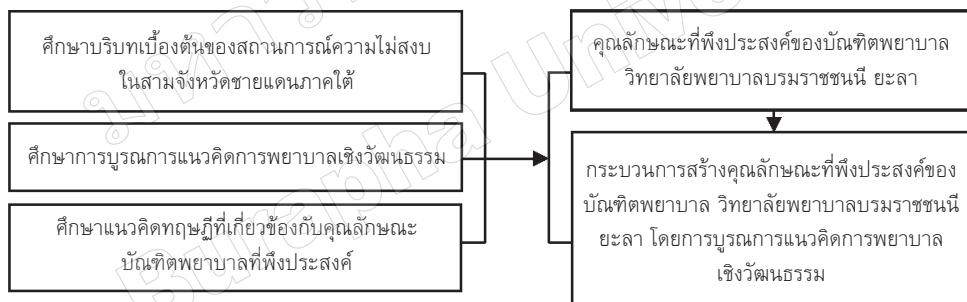 ศึกษาบริบทเบื้องต้นของสถานการณ์ความไม่สงบ
ในสามจังหวัดชายแดนภาคใต้
ศึกษาการบูรณการแนวคิดการพยาบาลเชิงวัฒนธรรม
ศึกษาแนวคิดทฤษฎีที่เกี่ยวข้องกับคุณลักษณะ
บัณฑิตพยาบาลที่พึงประสงค์
คุณลักษณะที่พึงประสงค์ของบัณฑิตพยาบาล
วิทยาลัยพยาบาลบรมราชชนนี ยะลา
กระบวนการสร้างคุณลักษณะที่พึงประสงค์ของ
บัณฑิตพยาบาล วิทยาลัยพยาบาลบรมราชชนนี
ยะลา โดยการบูรณการแนวคิดการพยาบาล
เชิงวัฒนธรรม
Burapha Univer